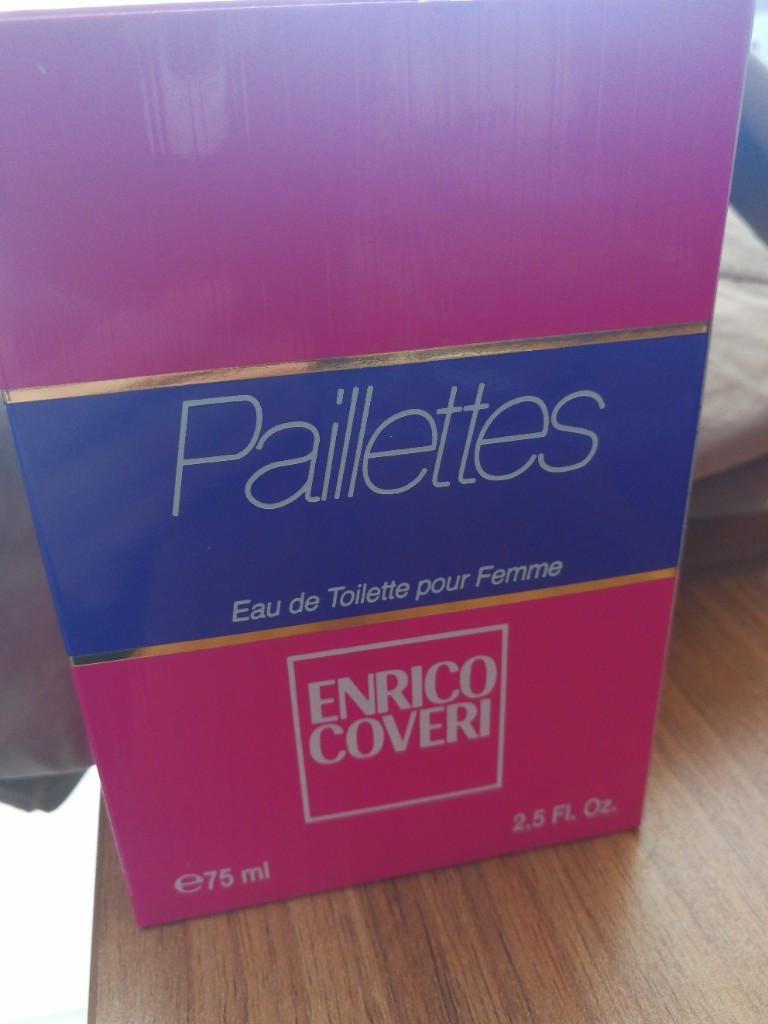 Paillettes
Eau de Toilette pour Femme
ENRICO
COVERI
℮75 ml
2.5 Fl. Oz.